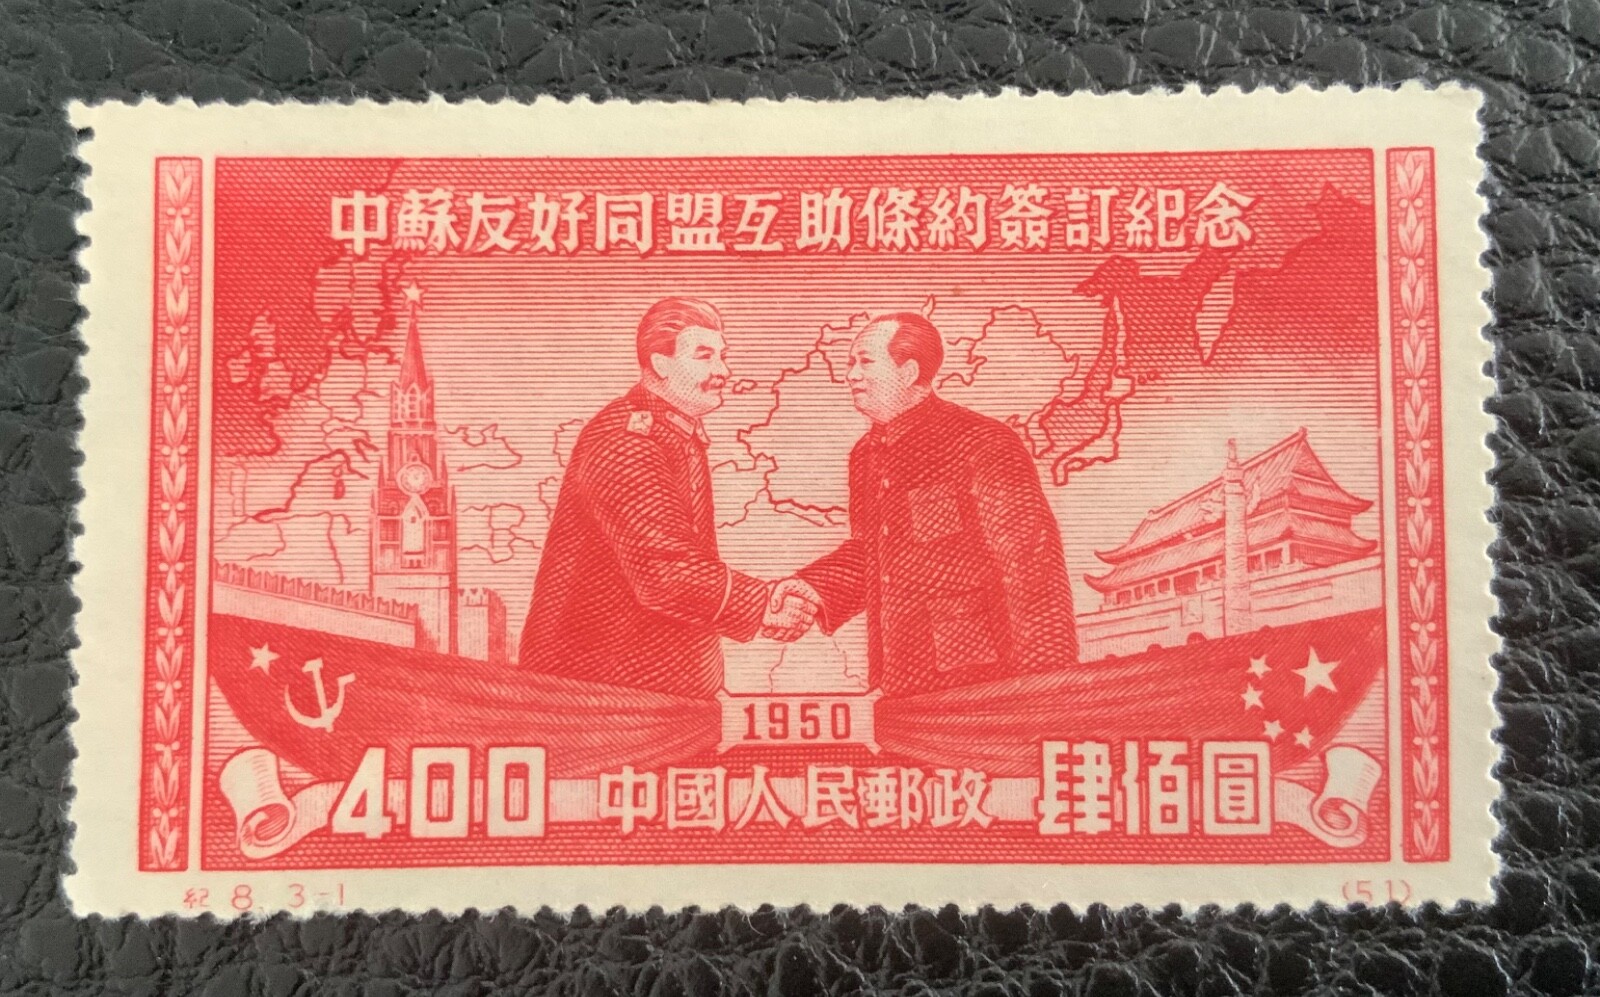 中蘇友好同盟互助條約簽訂紀念
1950
400 中國人民郵政 肆佰圓
紀 8. 3-1 (51)